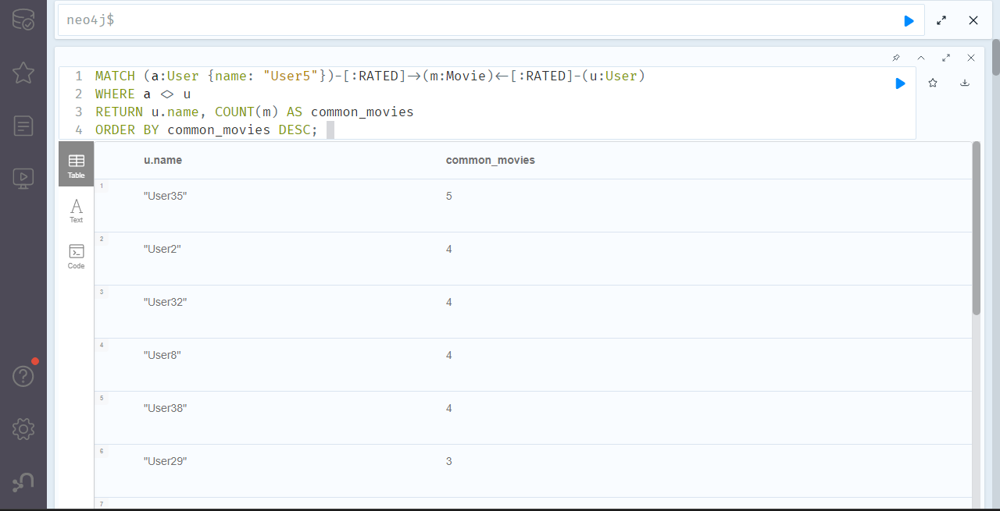 neo4j$
1 MATCH (a:User {name: "User5"})-[:RATED]->(m:Movie)<-[:RATED]-(u:User)
2 WHERE a <> u
3 RETURN u.name, COUNT(m) AS common_movies
4 ORDER BY common_movies DESC;
Table
Text
Code
u.name common_movies
1 "User35" 5
2 "User2" 4
3 "User32" 4
4 "User8" 4
5 "User38" 4
6 "User29" 3
7